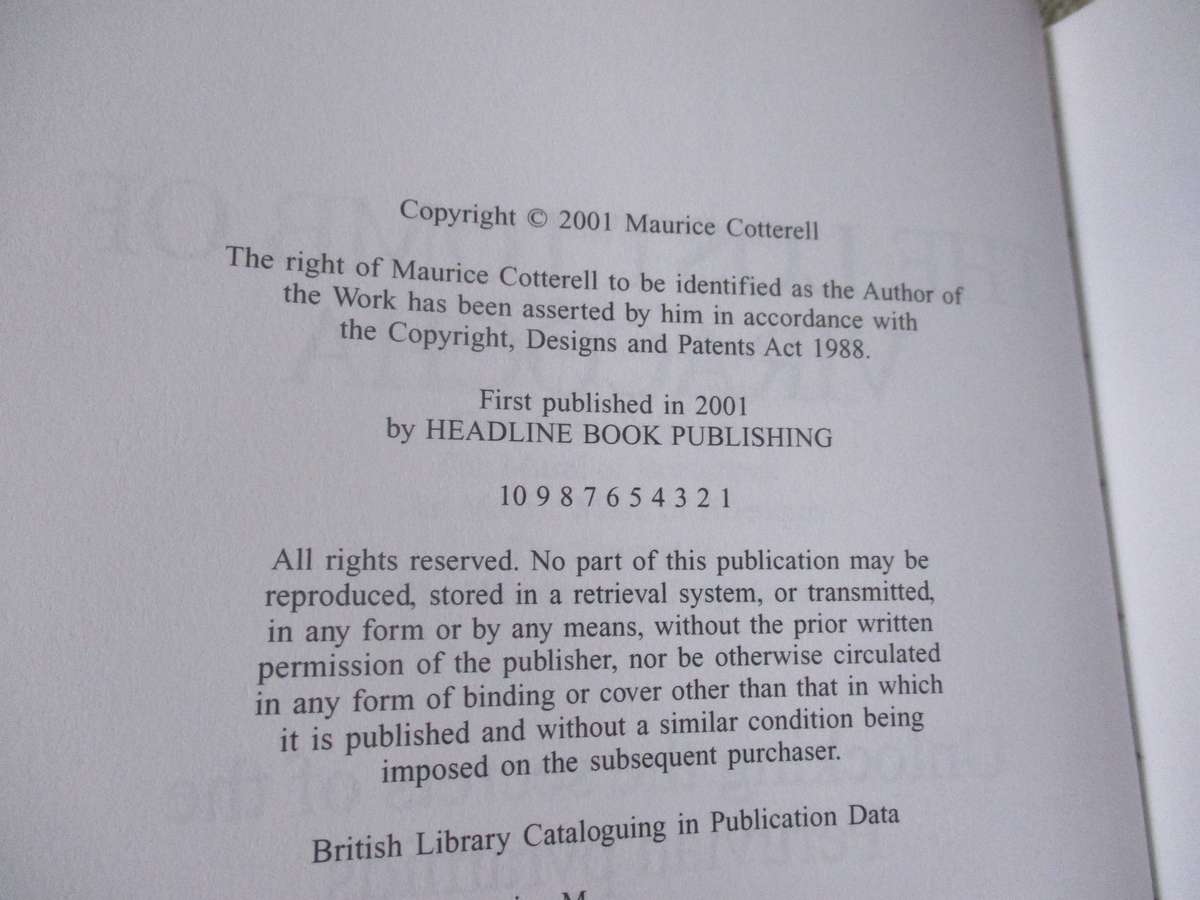 Copyright © 2001 Maurice Cotterell
The right of Maurice Cotterell to be identified as the Author of
the Work has been asserted by him in accordance with
the Copyright, Designs and Patents Act 1988.
First published in 2001
by HEADLINE BOOK PUBLISHING
10 9 8 7 6 5 4 3 2 1
All rights reserved. No part of this publication may be
reproduced, stored in a retrieval system, or transmitted,
in any form or by any means, without the prior written
permission of the publisher, nor be otherwise circulated
in any form of binding or cover other than that in which
it is published and without a similar condition being
imposed on the subsequent purchaser.
British Library Cataloguing in Publication Data